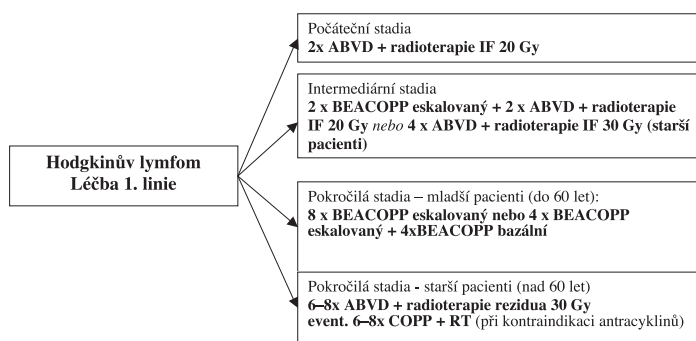 Hodgkinův lymfom
Léčba 1. linie
Počáteční stadia
2x ABVD + radioterapie IF 20 Gy
Intermediární stadia
2 x BEACOPP eskalovaný + 2 x ABVD + radioterapie
IF 20 Gy nebo 4 x ABVD + radioterapie IF 30 Gy (starší
pacienti)
Pokročilá stadia – mladší pacienti (do 60 let):
8 x BEACOPP eskalovaný nebo 4 x BEACOPP
eskalovaný + 4xBEACOPP bazální
Pokročilá stadia - starší pacienti (nad 60 let)
6–8x ABVD + radioterapie rezidua 30 Gy
event. 6–8x COPP + RT (při kontraindikaci antracyklinů)